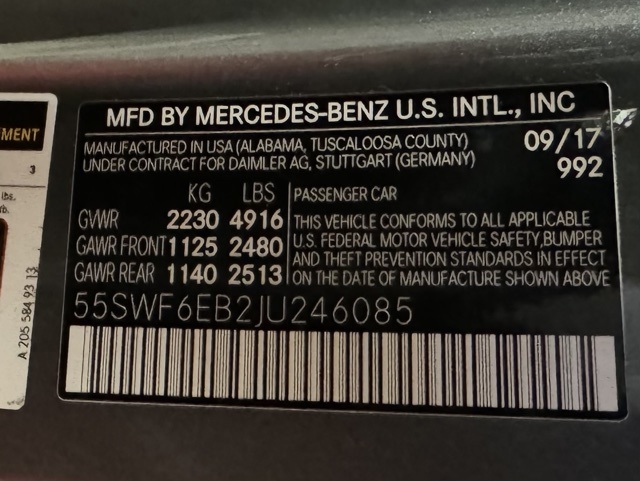 MFD BY MERCEDES-BENZ U.S. INTL., INC
MANUFACTURED IN USA (ALABAMA, TUSCALOOSA COUNTY)
UNDER CONTRACT FOR DAIMLER AG, STUTTGART (GERMANY)
09/17
992
KG LBS
GVWR 2230 4916
GAWR FRONT 1125 2480
GAWR REAR 1140 2513
PASSENGER CAR
THIS VEHICLE CONFORMS TO ALL APPLICABLE
U.S. FEDERAL MOTOR VEHICLE SAFETY,BUMPER
AND THEFT PREVENTION STANDARDS IN EFFECT
ON THE DATE OF MANUFACTURE SHOWN ABOVE
55SWF6EB2JU246085
MENT
3
lbs.
A 205 584 93 13